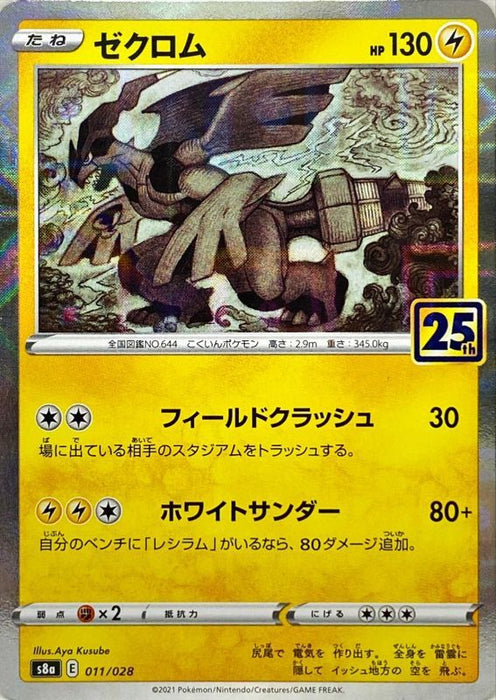 たね ゼクロム HP 130
全国図鑑NO.644 こくいんポケモン 高さ:2.9m 重さ:345.0kg
25th
フィールドクラッシュ 30
場に出ている相手のスタジアムをトラッシュする。
ホワイトサンダー 80+
自分のベンチに「レシラム」がいるなら、80ダメージ追加。
弱点 ×2 抵抗力 にげる
Illus.Aya Kusube
s8a E 011/028
尻尾で 電気を 作り出す。 全身を 雷雲に
隠して イッシュ地方の 空を 飛ぶ。
©2021 Pokémon/Nintendo/Creatures/GAME FREAK.